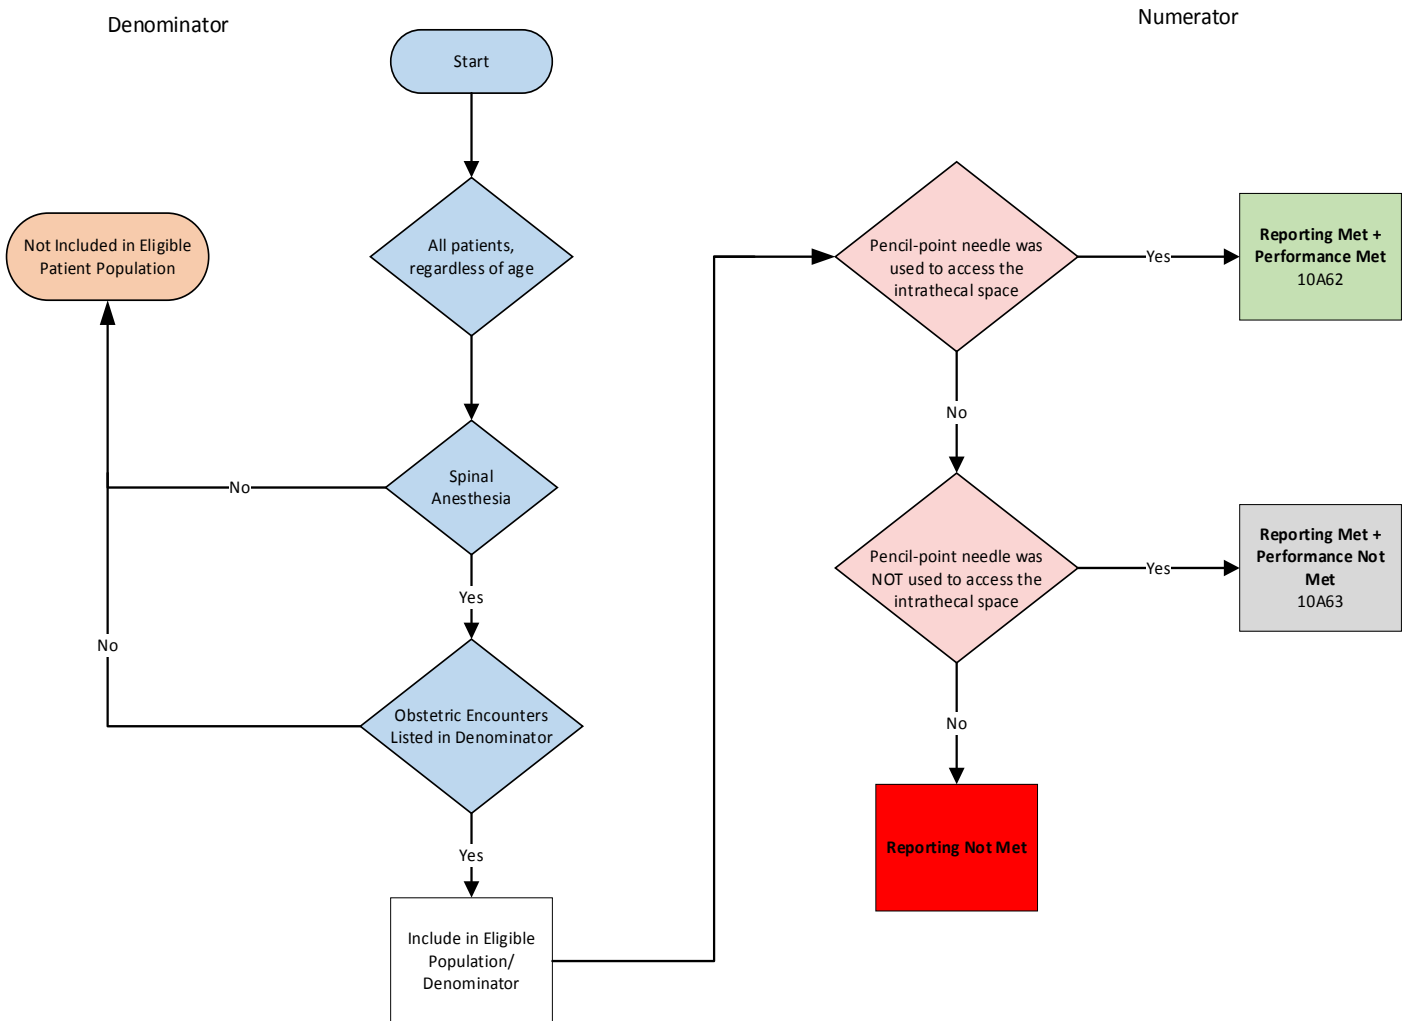 Denominator
Numerator
Start
All patients,
regardless of age
Not Included in Eligible
Patient Population
Spinal
Anesthesia
No
Yes
No
Obstetric Encounters
Listed in Denominator
Yes
Include in Eligible
Population/
Denominator
Pencil-point needle was
used to access the
intrathecal space
Yes
Reporting Met +
Performance Met
10A62
No
Pencil-point needle was
NOT used to access the
intrathecal space
Yes
Reporting Met +
Performance Not
Met
10A63
No
Reporting Not Met